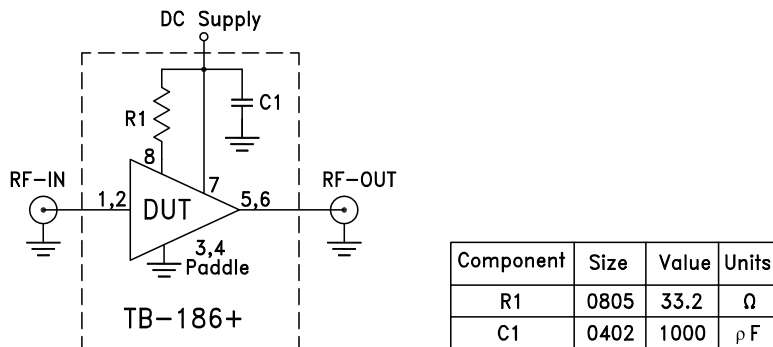 DC Supply
R1
C1
8
7
RF-IN
1,2
DUT
5,6
RF-OUT
3,4
Paddle
TB-186+
Component Size Value Units
R1 0805 33.2 Ω
C1 0402 1000 ρF